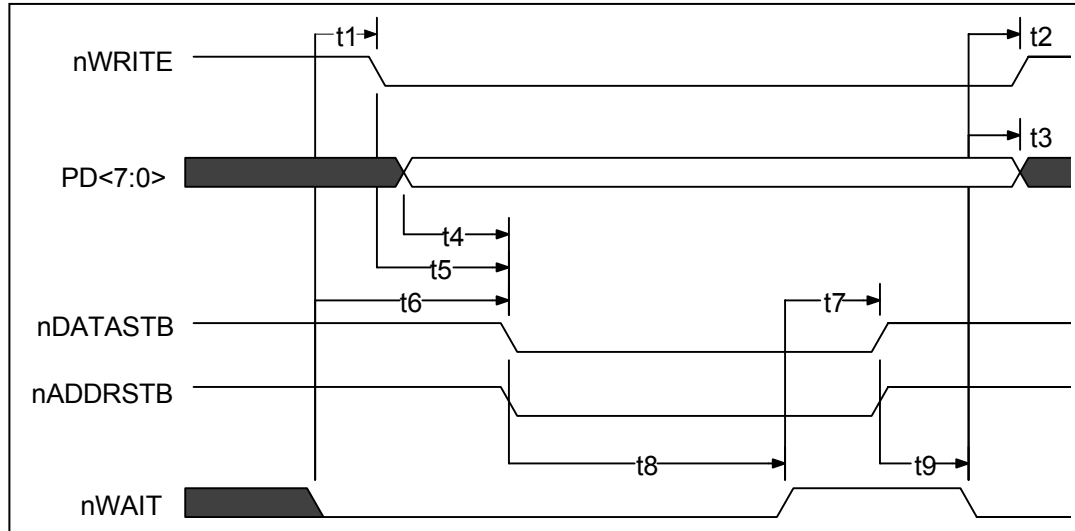 t1
t2
nWRITE
t3
PD<7:0>
t4
t5
t6
t7
nDATASTB
nADDRSTB
t8
t9
nWAIT